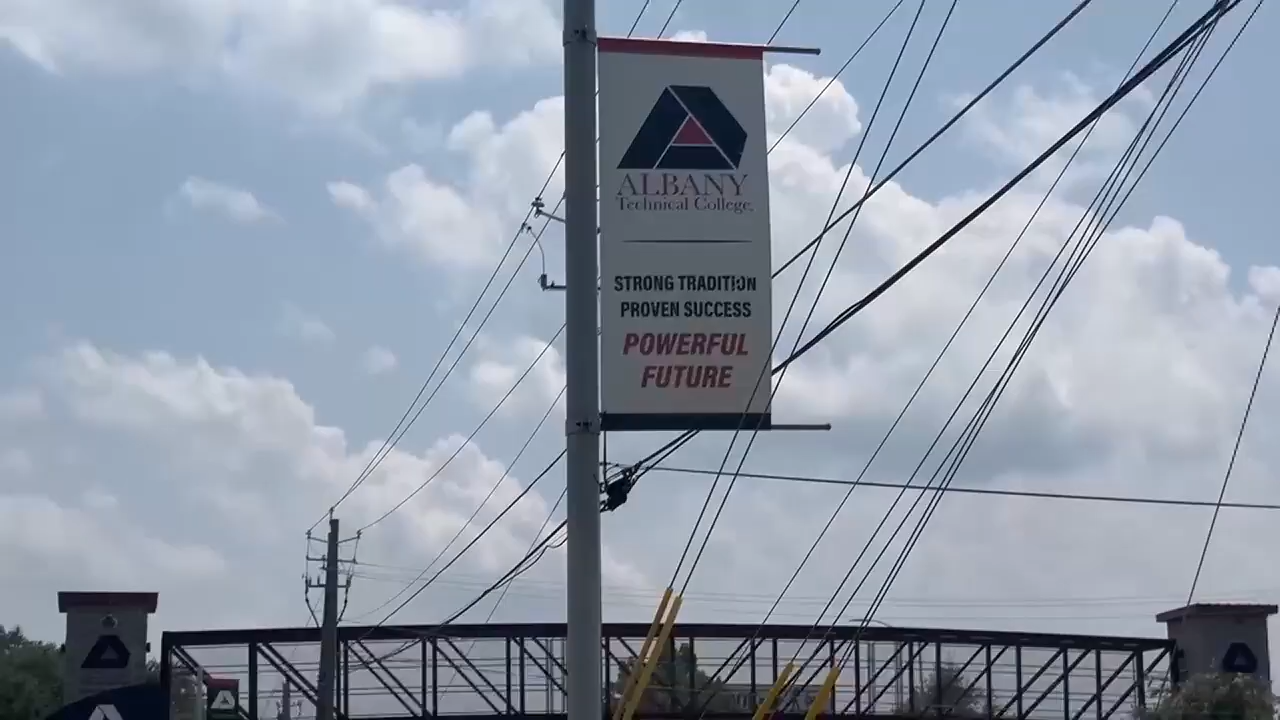 ALBANY
Technical College.
STRONG TRADITION
PROVEN SUCCESS
POWERFUL
FUTURE